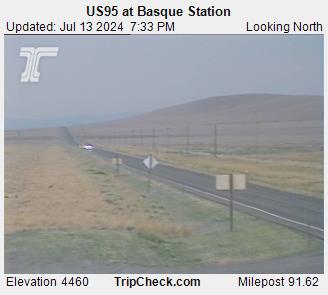 US95 at Basque Station
Updated: Jul 13 2024 7:33 PM Looking North
Elevation 4460 TripCheck.com Milepost 91.62